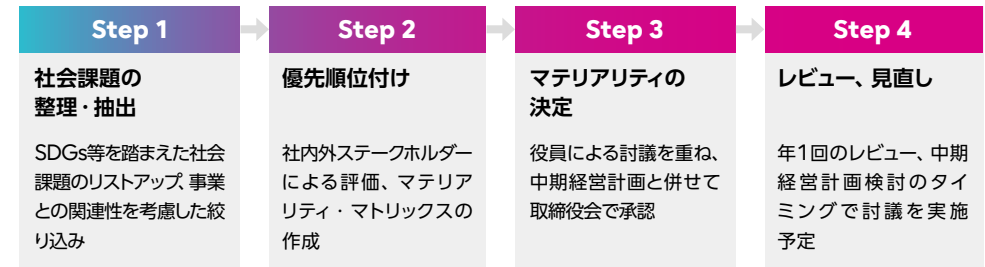 Step 1
社会課題の
整理・抽出
SDGs等を踏まえた社会
課題のリストアップ、事業
との関連性を考慮した絞
り込み
Step 2
優先順位付け
社内外ステークホルダー
による評価、マテリア
リティ・マトリックスの
作成
Step 3
マテリアリティの
決定
役員による討議を重ね、
中期経営計画と併せて
取締役会で承認
Step 4
レビュー、見直し
年1回のレビュー、中期
経営計画検討のタイ
ミングで討議を実施
予定